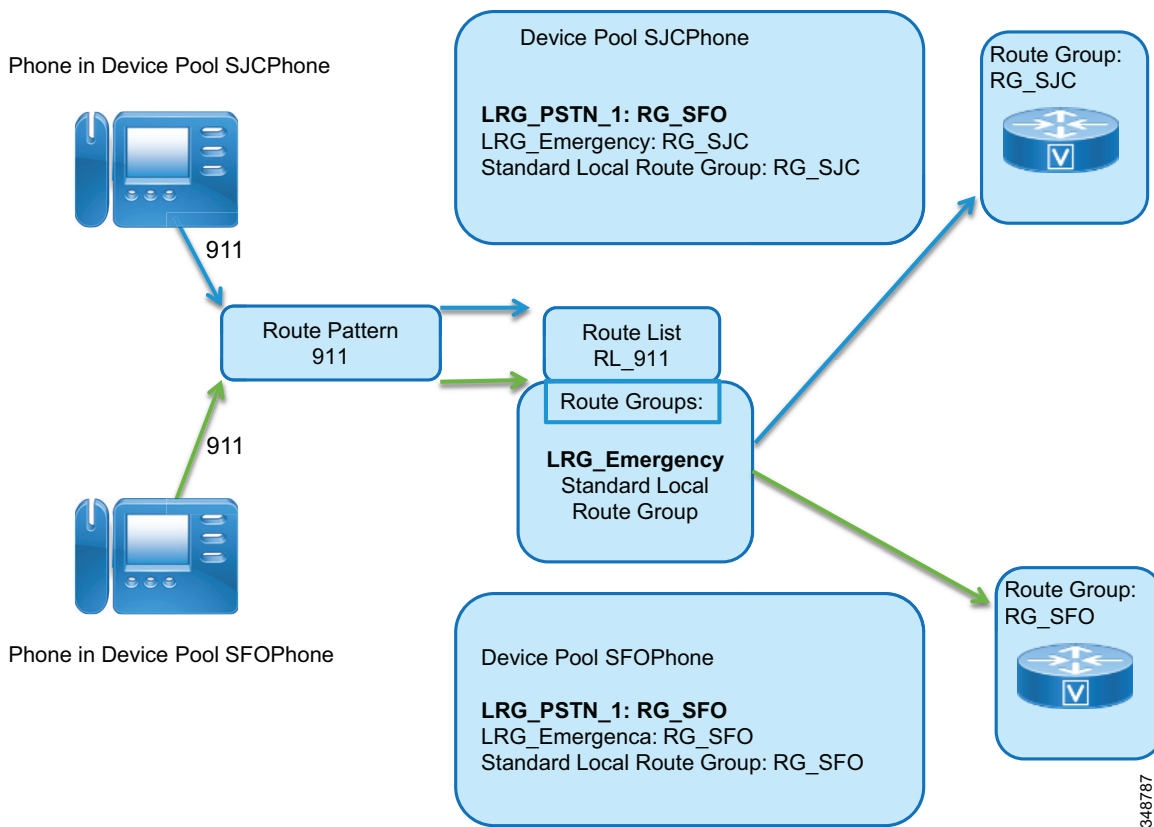 Phone in Device Pool SJCPhone
911
Phone in Device Pool SFOPhone
911
Route Pattern
911
Device Pool SJCPhone
LRG_PSTN_1: RG_SFO
LRG_Emergency: RG_SJC
Standard Local Route Group: RG_SJC
Route List
RL_911
Route Groups:
LRG_Emergency
Standard Local
Route Group
Device Pool SFOPhone
LRG_PSTN_1: RG_SFO
LRG_Emergenca: RG_SFO
Standard Local Route Group: RG_SFO
Route Group:
RG_SJC
V
Route Group:
RG_SFO
V
348787